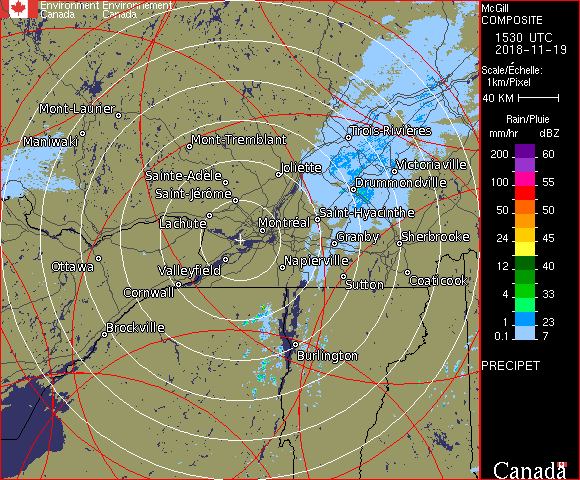 Environment Environnement
Canada Canada
McGill
COMPOSITE
1530 UTC
2018-11-19
Scale/Échelle:
1km/Pixel
40 KM
Rain/Pluie
mm/hr dBZ
200 60
150 55
100 55
50 50
24 45
12 40
4 33
1 23
0.1 7
PRECIPET
Canada
Mont-Laurier
Maniwaki
Mont-Tremblant
Trois-Rivières
Joliette
Victoriaville
Sainte-Adèle
Drummondville
Saint-Jérôme
Saint-Hyacinthe
Lachute
Montréal
Granby
Sherbrooke
Ottawa
Valleyfield
Napierville
Cornwall
Sutton
Coaticook
Brockville
Burlington